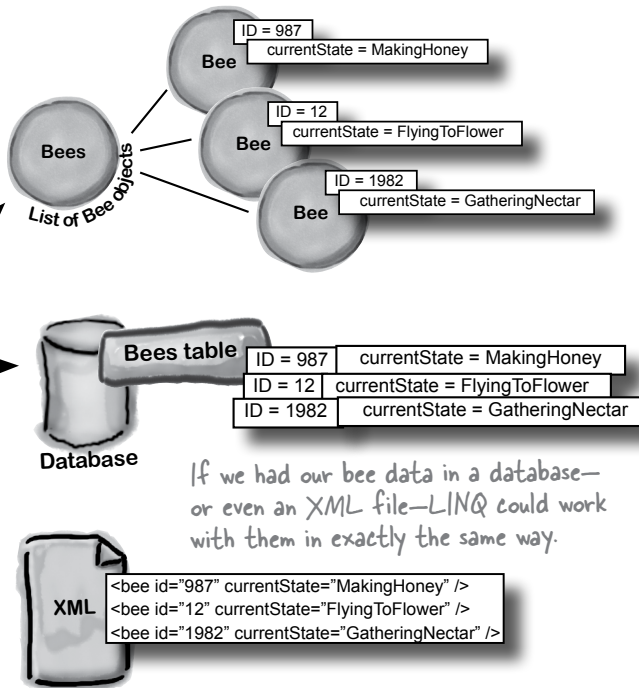 ID = 987
Bee
currentState = MakingHoney
ID = 12
Bee
currentState = FlyingToFlower
Bees
List of Bee objects
ID = 1982
Bee
currentState = GatheringNectar
Bees table
ID = 987 currentState = MakingHoney
ID = 12 currentState = FlyingToFlower
ID = 1982 currentState = GatheringNectar
Database
If we had our bee data in a database—
or even an XML file—LINQ could work
with them in exactly the same way.
XML
<bee id=”987” currentState=”MakingHoney” />
<bee id=”12” currentState=”FlyingToFlower” />
<bee id=”1982” currentState=”GatheringNectar” />